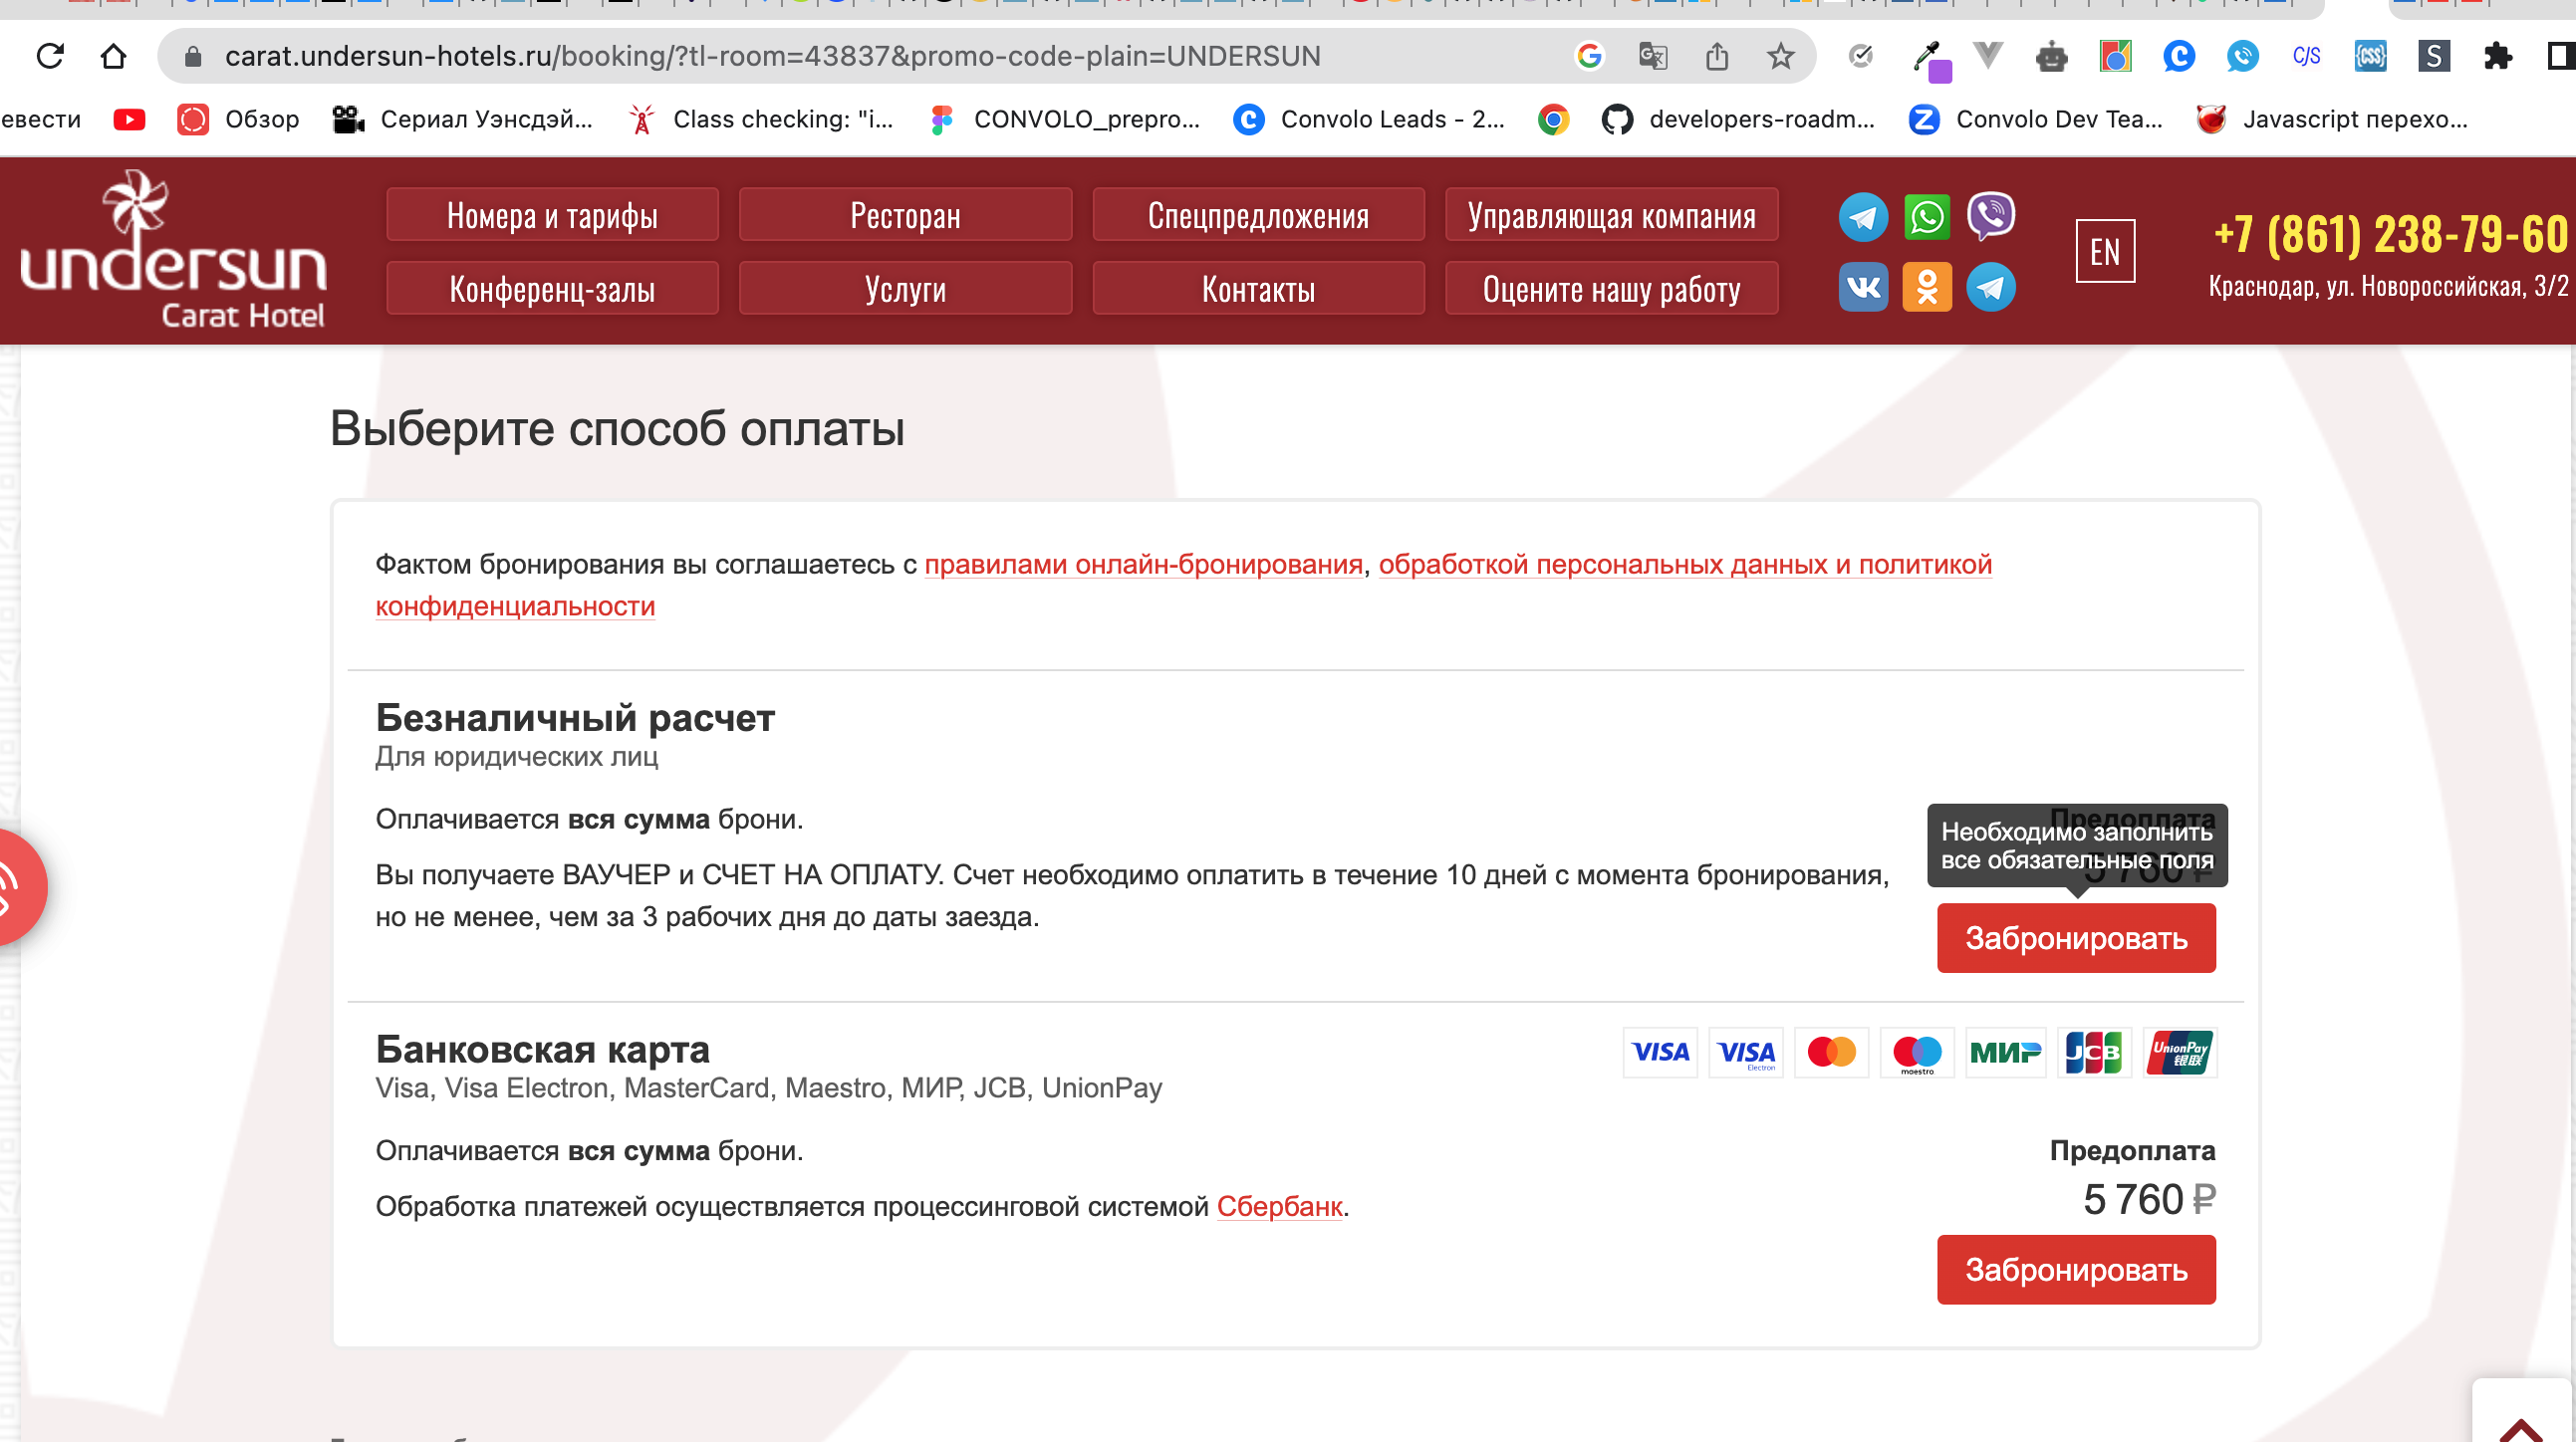 carat.undersun-hotels.ru/booking/?tl-room=43837&promo-code-plain=UNDERSUN
C/S
{CSS}
S
евести
Обзор
Сериал Уэнсдэй...
Class checking: "i...
CONVOLO_prepro...
Convolo Leads - 2...
developers-roadm...
Convolo Dev Tea...
Javascript перехо...
undersun
Carat Hotel
Номера и тарифы
Ресторан
Спецпредложения
Управляющая компания
Конференц-залы
Услуги
Контакты
Оцените нашу работу
EN
+7 (861) 238-79-60
Краснодар, ул. Новороссийская, 3/2
Выберите способ оплаты
Фактом бронирования вы соглашаетесь с правилами онлайн-бронирования, обработкой персональных данных и политикой
конфиденциальности
Безналичный расчет
Для юридических лиц
Оплачивается вся сумма брони.
Вы получаете ВАУЧЕР и СЧЕТ НА ОПЛАТУ. Счет необходимо оплатить в течение 10 дней с момента бронирования,
но не менее, чем за 3 рабочих дня до даты заезда.
Предоплата
5 760 ₽
Необходимо заполнить
все обязательные поля
Забронировать
Банковская карта
Visa, Visa Electron, MasterCard, Maestro, МИР, JCB, UnionPay
VISA
VISA
Electron
maestro
МИР
JCB
UnionPay
银联
Оплачивается вся сумма брони.
Обработка платежей осуществляется процессинговой системой Сбербанк.
Предоплата
5 760 ₽
Забронировать